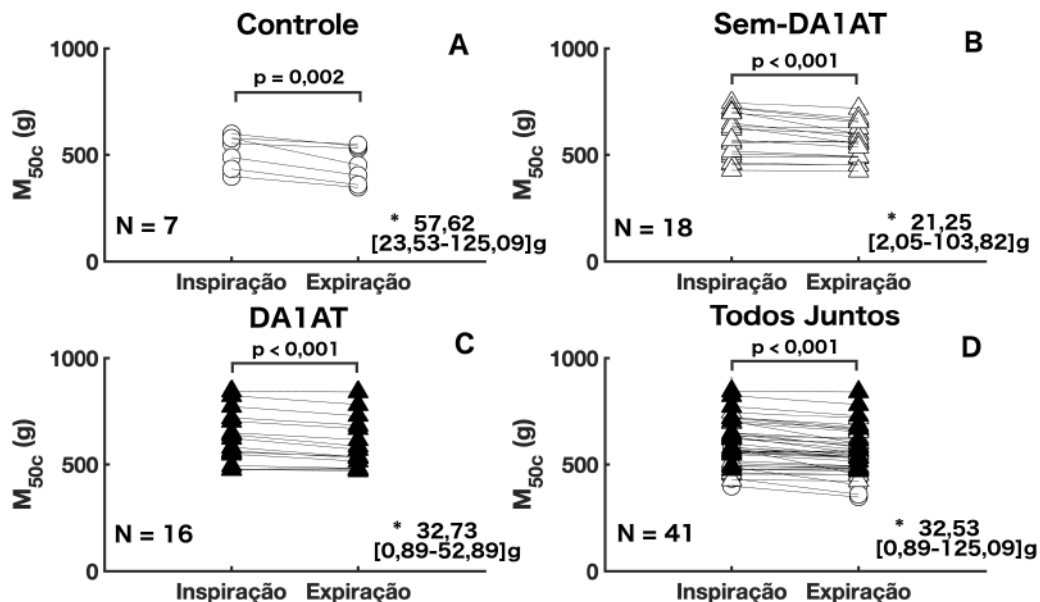 Controle
A
1000
p = 0,002
M50c (g)
500
N = 7
* 57,62
[23,53-125,09]g
0
Inspiração Expiração
Sem-DA1AT
B
1000
p < 0,001
M50c (g)
500
N = 18
* 21,25
[2,05-103,82]g
0
Inspiração Expiração
DA1AT
C
1000
p < 0,001
M50c (g)
500
N = 16
* 32,73
[0,89-52,89]g
0
Inspiração Expiração
Todos Juntos
D
1000
p < 0,001
M50c (g)
500
N = 41
* 32,53
[0,89-125,09]g
0
Inspiração Expiração